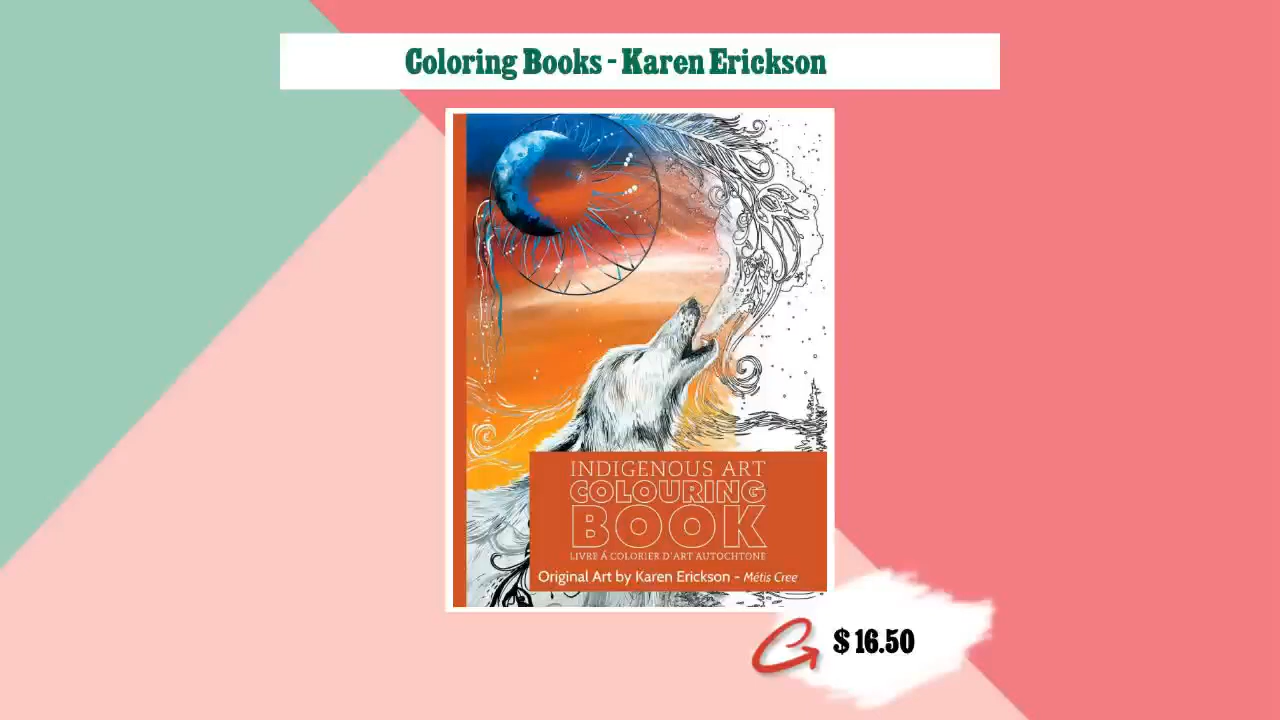 Coloring Books - Karen Erickson
INDIGENOUS ART
COLOURING
BOOK
LIVRE Á COLORIER D'ART AUTOCHTONE
Original Art by Karen Erickson - Métis Cree
$ 16.50